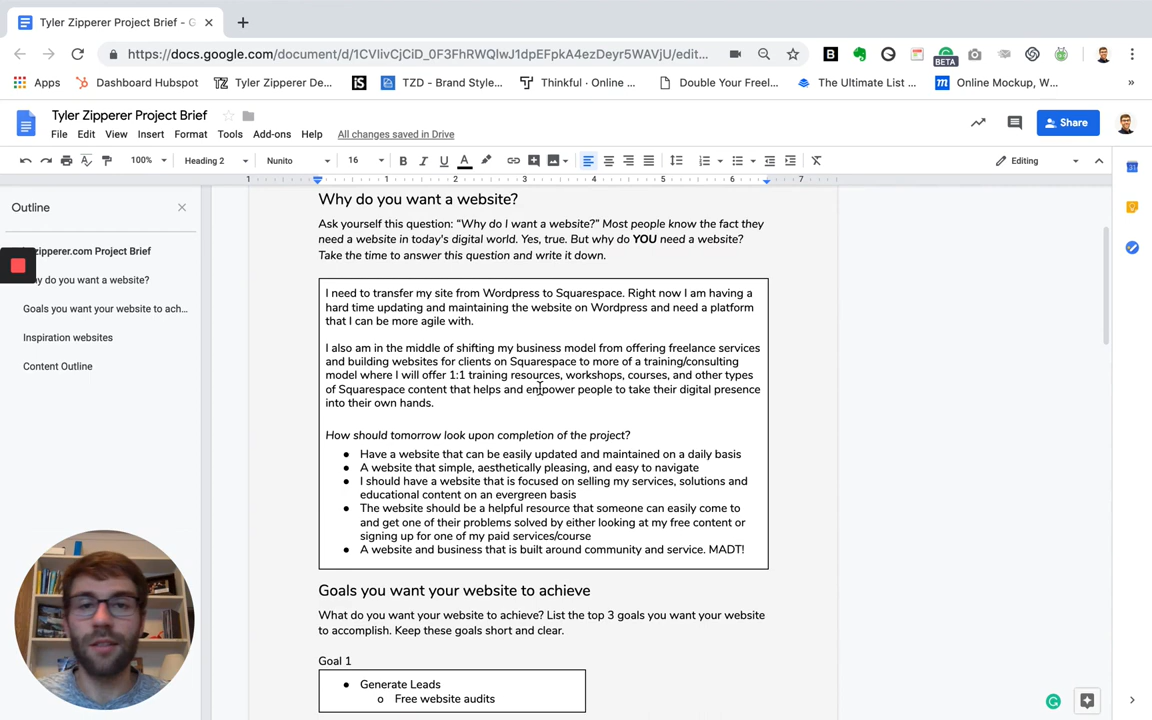 Tyler Zipperer Project Brief - G
https://docs.google.com/document/d/1CVIivCjCiD_0F3FhRWQlwJ1dpEFpkA4ezDeyr5WAVjU/edit...
BETA
Apps
Dashboard Hubspot
Tyler Zipperer De...
TZD - Brand Style...
Thinkful · Online ...
Double Your Freel...
The Ultimate List ...
Online Mockup, W...
»
Tyler Zipperer Project Brief
File Edit View Insert Format Tools Add-ons Help All changes saved in Drive
Share
100% Heading 2 Nunito 16 B I U A Editing
1 1 2 3 4 5 6 7
Outline
zipperer.com Project Brief
y do you want a website?
Goals you want your website to ach...
Inspiration websites
Content Outline
Why do you want a website?
Ask yourself this question: “Why do I want a website?” Most people know the fact they
need a website in today's digital world. Yes, true. But why do YOU need a website?
Take the time to answer this question and write it down.
I need to transfer my site from Wordpress to Squarespace. Right now I am having a
hard time updating and maintaining the website on Wordpress and need a platform
that I can be more agile with.
I also am in the middle of shifting my business model from offering freelance services
and building websites for clients on Squarespace to more of a training/consulting
model where I will offer 1:1 training resources, workshops, courses, and other types
of Squarespace content that helps and empower people to take their digital presence
into their own hands.
How should tomorrow look upon completion of the project?
● Have a website that can be easily updated and maintained on a daily basis
● A website that simple, aesthetically pleasing, and easy to navigate
● I should have a website that is focused on selling my services, solutions and
educational content on an evergreen basis
● The website should be a helpful resource that someone can easily come to
and get one of their problems solved by either looking at my free content or
signing up for one of my paid services/course
● A website and business that is built around community and service. MADT!
Goals you want your website to achieve
What do you want your website to achieve? List the top 3 goals you want your website
to accomplish. Keep these goals short and clear.
Goal 1
● Generate Leads
○ Free website audits